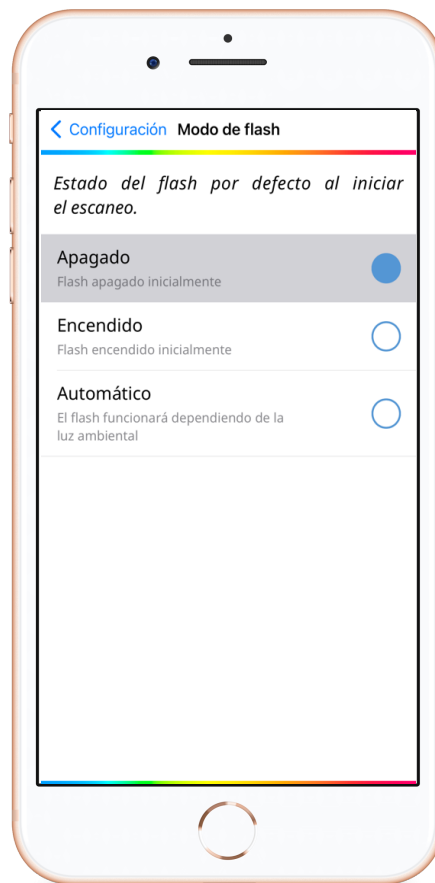 Configuración Modo de flash
Estado del flash por defecto al iniciar
el escaneo.
Apagado
Flash apagado inicialmente
Encendido
Flash encendido inicialmente
Automático
El flash funcionará dependiendo de la
luz ambiental